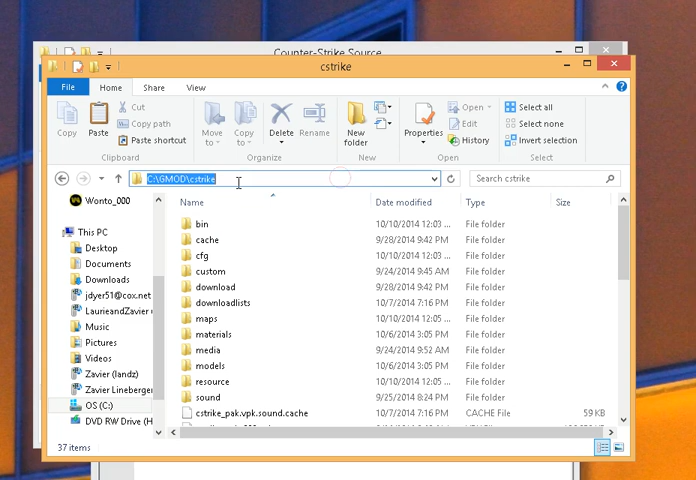 Counter-Strike Source
cstrike
File Home Share View
Copy Paste Cut Copy path Paste shortcut
Clipboard
Move to Copy to Delete Rename
Organize
New folder
New
Properties Open Edit History
Open
Select all Select none Invert selection
Select
C:\GMOD\cstrike Search cstrike
Wonto_000
This PC
Desktop
Documents
Downloads
jdyer51@cox.net
LaurieandZavier (
Music
Pictures
Videos
Zavier (landz)
Zavier Lineberge
OS (C:)
DVD RW Drive (H
Name Date modified Type Size
bin 10/10/2014 12:03 ... File folder
cache 9/28/2014 9:42 PM File folder
cfg 10/10/2014 12:03 ... File folder
custom 9/24/2014 9:45 AM File folder
download 9/28/2014 9:42 PM File folder
downloadlists 10/7/2014 7:16 PM File folder
maps 10/10/2014 12:05 ... File folder
materials 10/6/2014 3:05 PM File folder
media 9/24/2014 9:52 AM File folder
models 10/6/2014 3:05 PM File folder
resource 10/10/2014 12:05 ... File folder
sound 9/25/2014 8:24 PM File folder
cstrike_pak.vpk.sound.cache 10/7/2014 7:16 PM CACHE File 59 KB
37 items